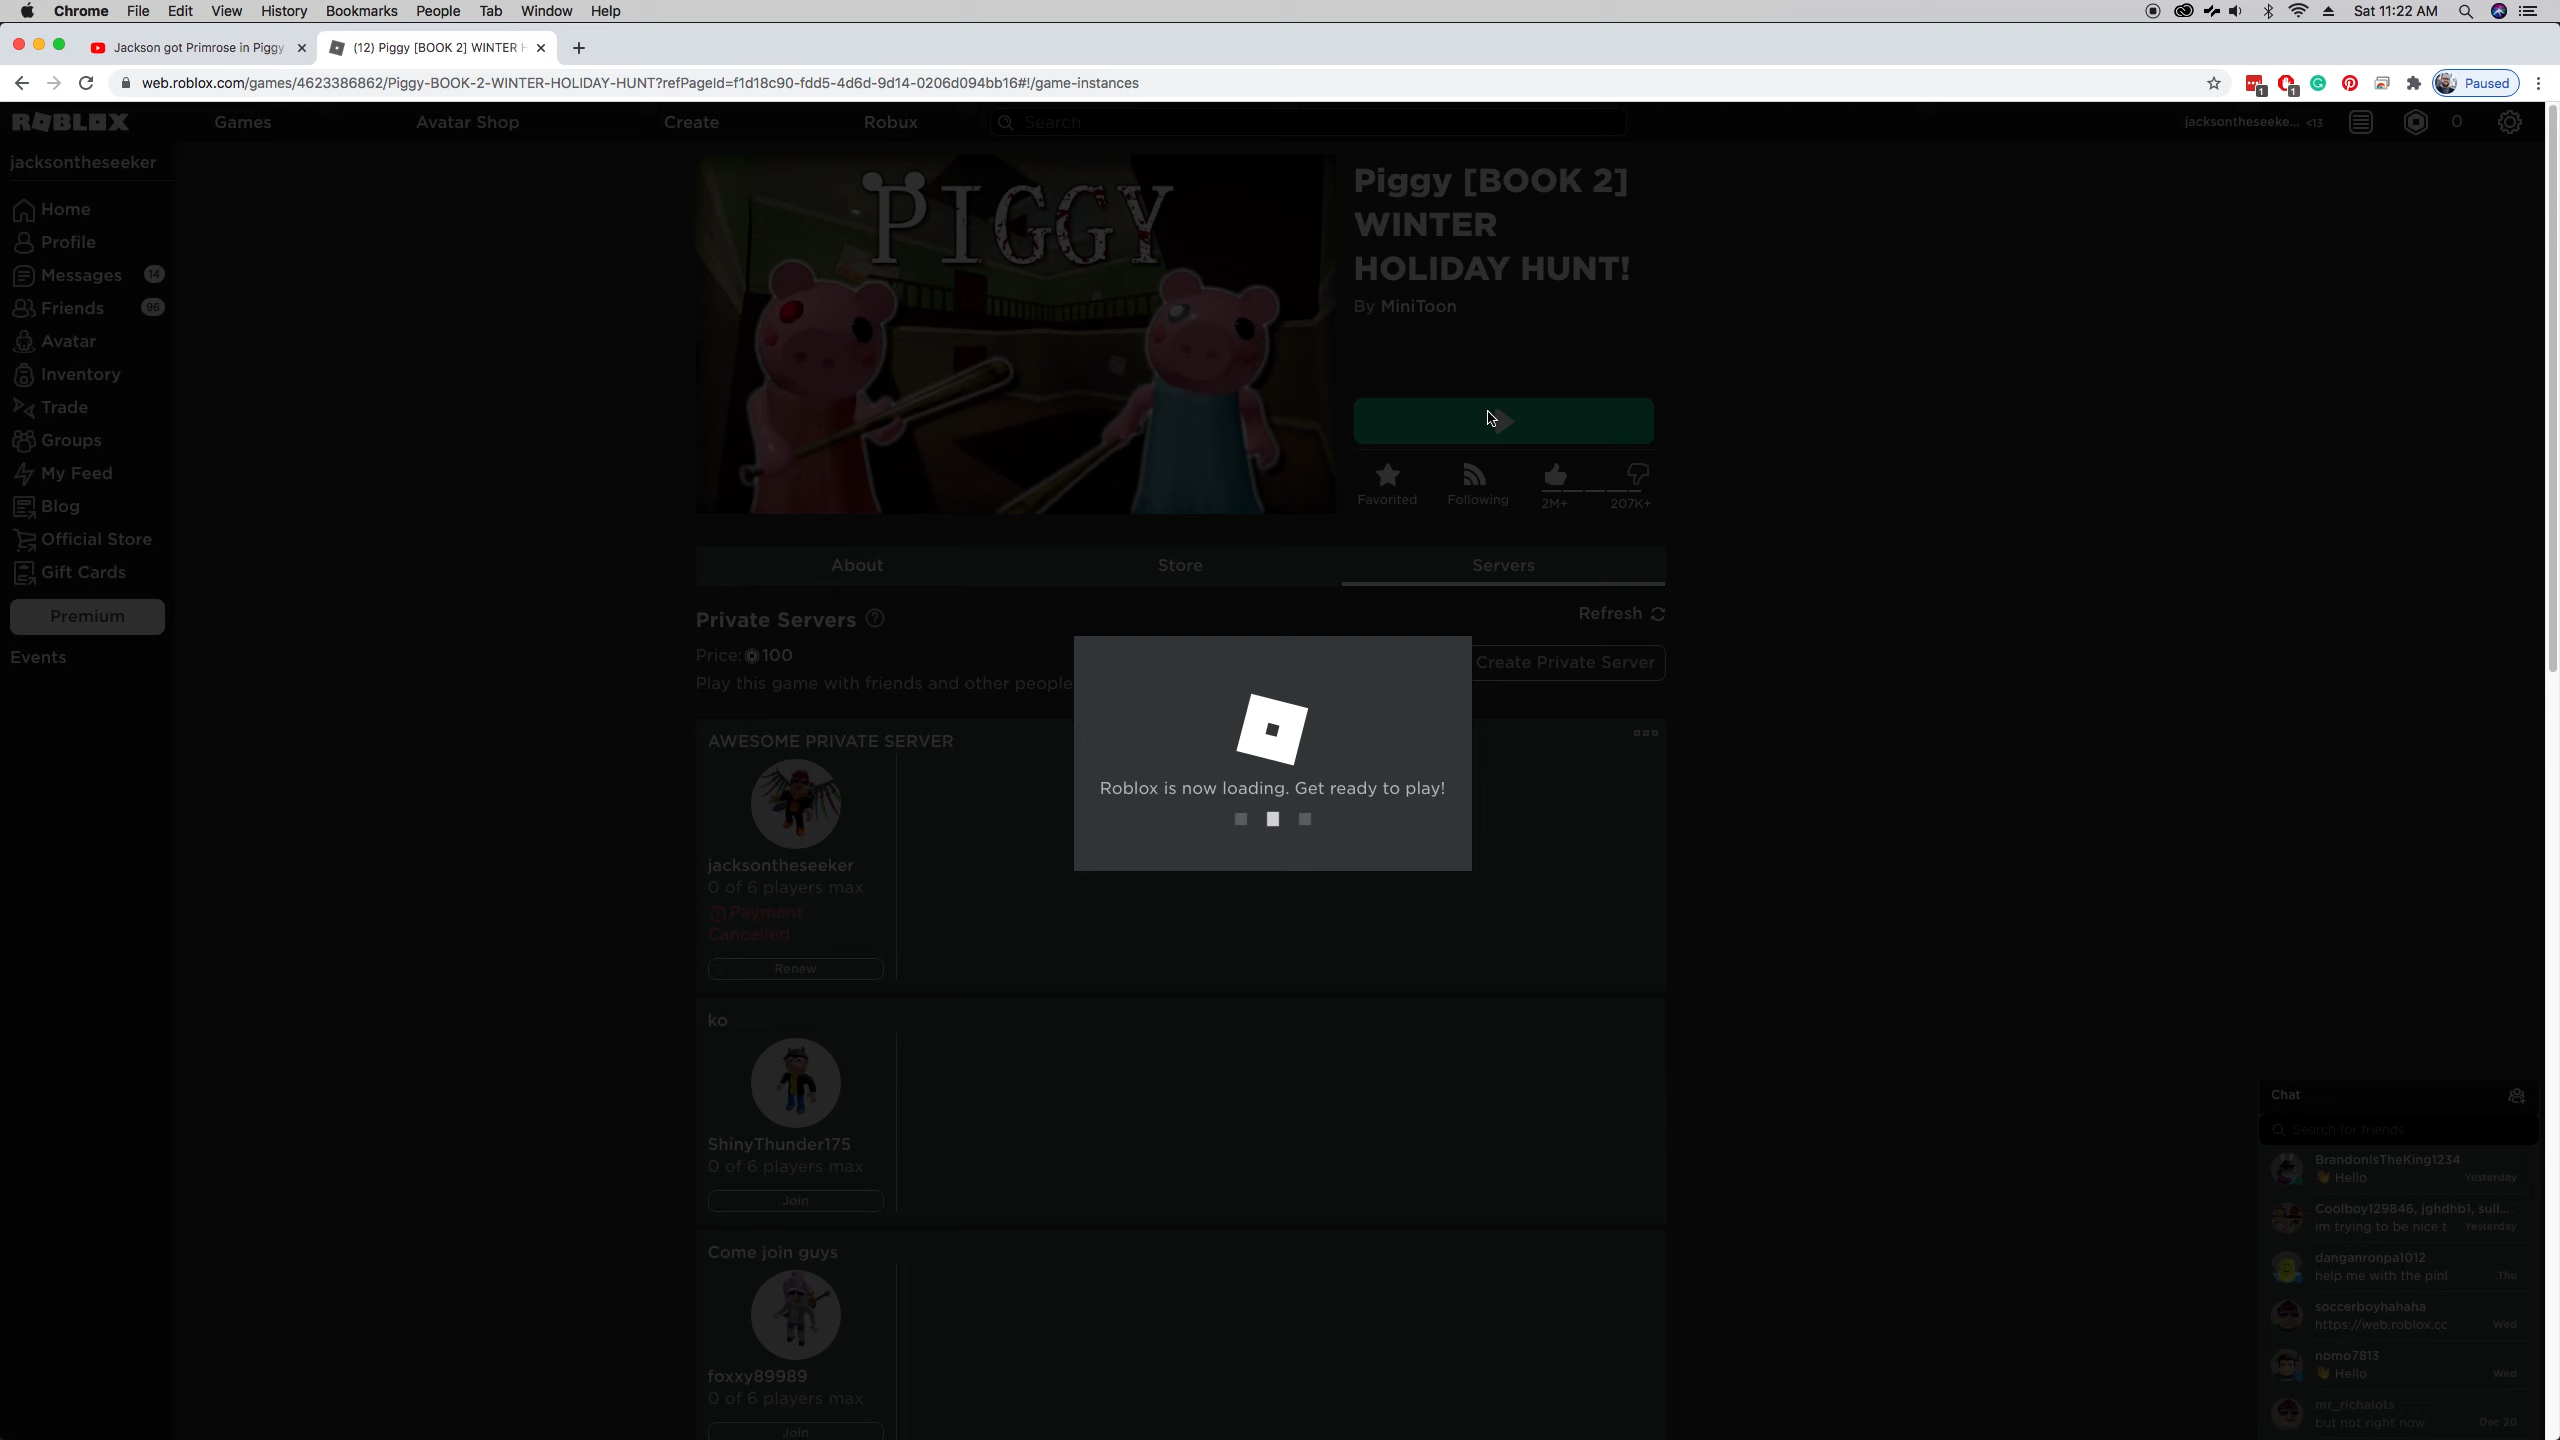 Chrome File Edit View History Bookmarks People Tab Window Help
Sat 11:22 AM
Jackson got Primrose in Piggy
(12) Piggy [BOOK 2] WINTER H
web.roblox.com/games/4623386862/Piggy-BOOK-2-WINTER-HOLIDAY-HUNT?refPageId=f1d18c90-fdd5-4d6d-9d14-0206d094bb16#!/game-instances
1
1
Paused
ROBLOX
Games
Avatar Shop
Create
Robux
Search
jacksontheseeke... <13
0
jacksontheseeker
Home
Profile
Messages 14
Friends 96
Avatar
Inventory
Trade
Groups
My Feed
Blog
Official Store
Gift Cards
Premium
Events
PIGGY
Piggy [BOOK 2]
WINTER
HOLIDAY HUNT!
By MiniToon
Favorited
Following
2M+
207K+
About
Store
Servers
Private Servers
Refresh
Price: 100
Create Private Server
Play this game with friends and other people
Roblox is now loading. Get ready to play!
AWESOME PRIVATE SERVER
jacksontheseeker
0 of 6 players max
Payment
Cancelled
Renew
ko
ShinyThunder175
0 of 6 players max
Join
Come join guys
foxxy89989
0 of 6 players max
Join
Chat
Search for friends
BrandonIsTheKing1234
👋 Hello Yesterday
Coolboy129846, jghdhb1, sull...
im trying to be nice t Yesterday
danganronpa1012
help me with the pinl Thu
soccerboyhahaha
https://web.roblox.cc Wed
nomo7813
👋 Hello Wed
mr_richalots
but not right now Dec 20